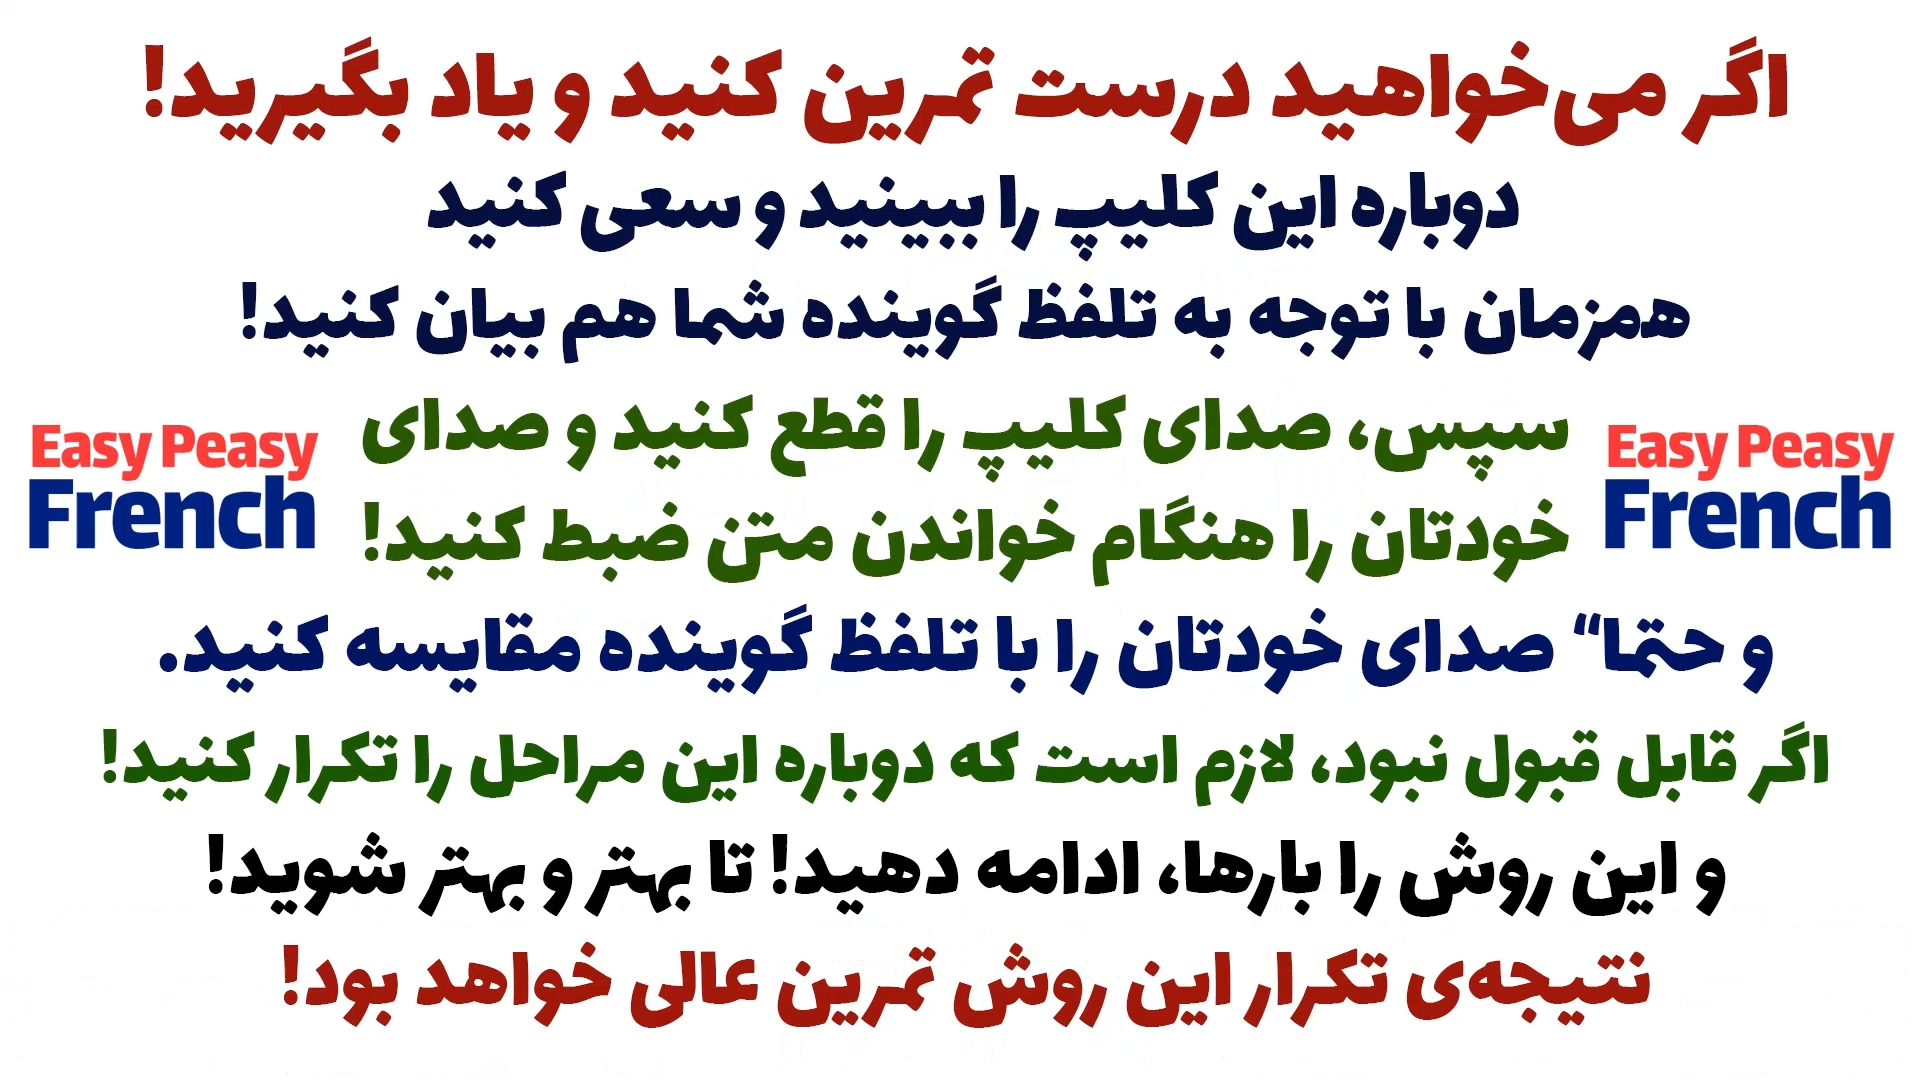 اگر می‌خواهید درست تمرین کنید و یاد بگیرید!
دوباره این کلیپ را ببینید و سعی کنید
همزمان با توجه به تلفظ گوینده شما هم بیان کنید!
سپس، صدای کلیپ را قطع کنید و صدای
خودتان را هنگام خواندن متن ضبط کنید!
Easy Peasy
French
Easy Peasy
French
و حتما“ صدای خودتان را با تلفظ گوینده مقایسه کنید.
اگر قابل قبول نبود، لازم است که دوباره این مراحل را تکرار کنید!
و این روش را بارها، ادامه دهید! تا بهتر و بهتر شوید!
نتیجه‌ی تکرار این روش تمرین عالی خواهد بود!